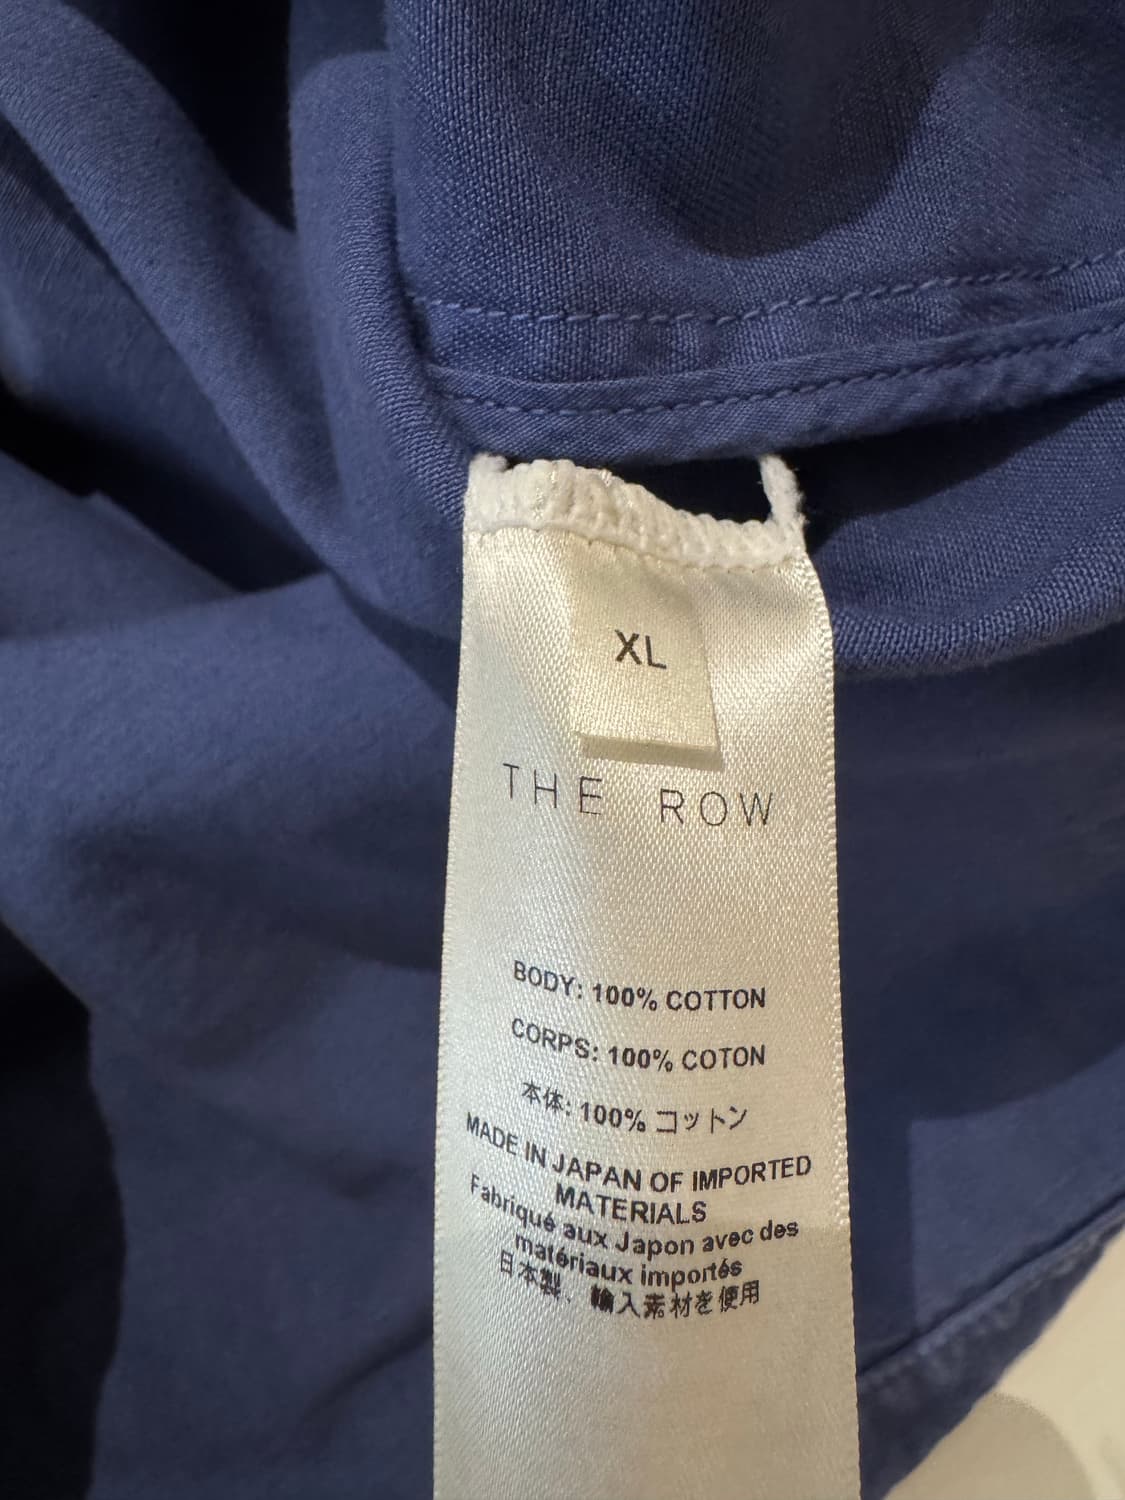 XL
THE ROW
BODY: 100% COTTON
CORPS: 100% COTON
本体: 100% コットン
MADE IN JAPAN OF IMPORTED
MATERIALS
Fabriqué aux Japon avec des
matériaux importés
日本製、輸入素材を使用